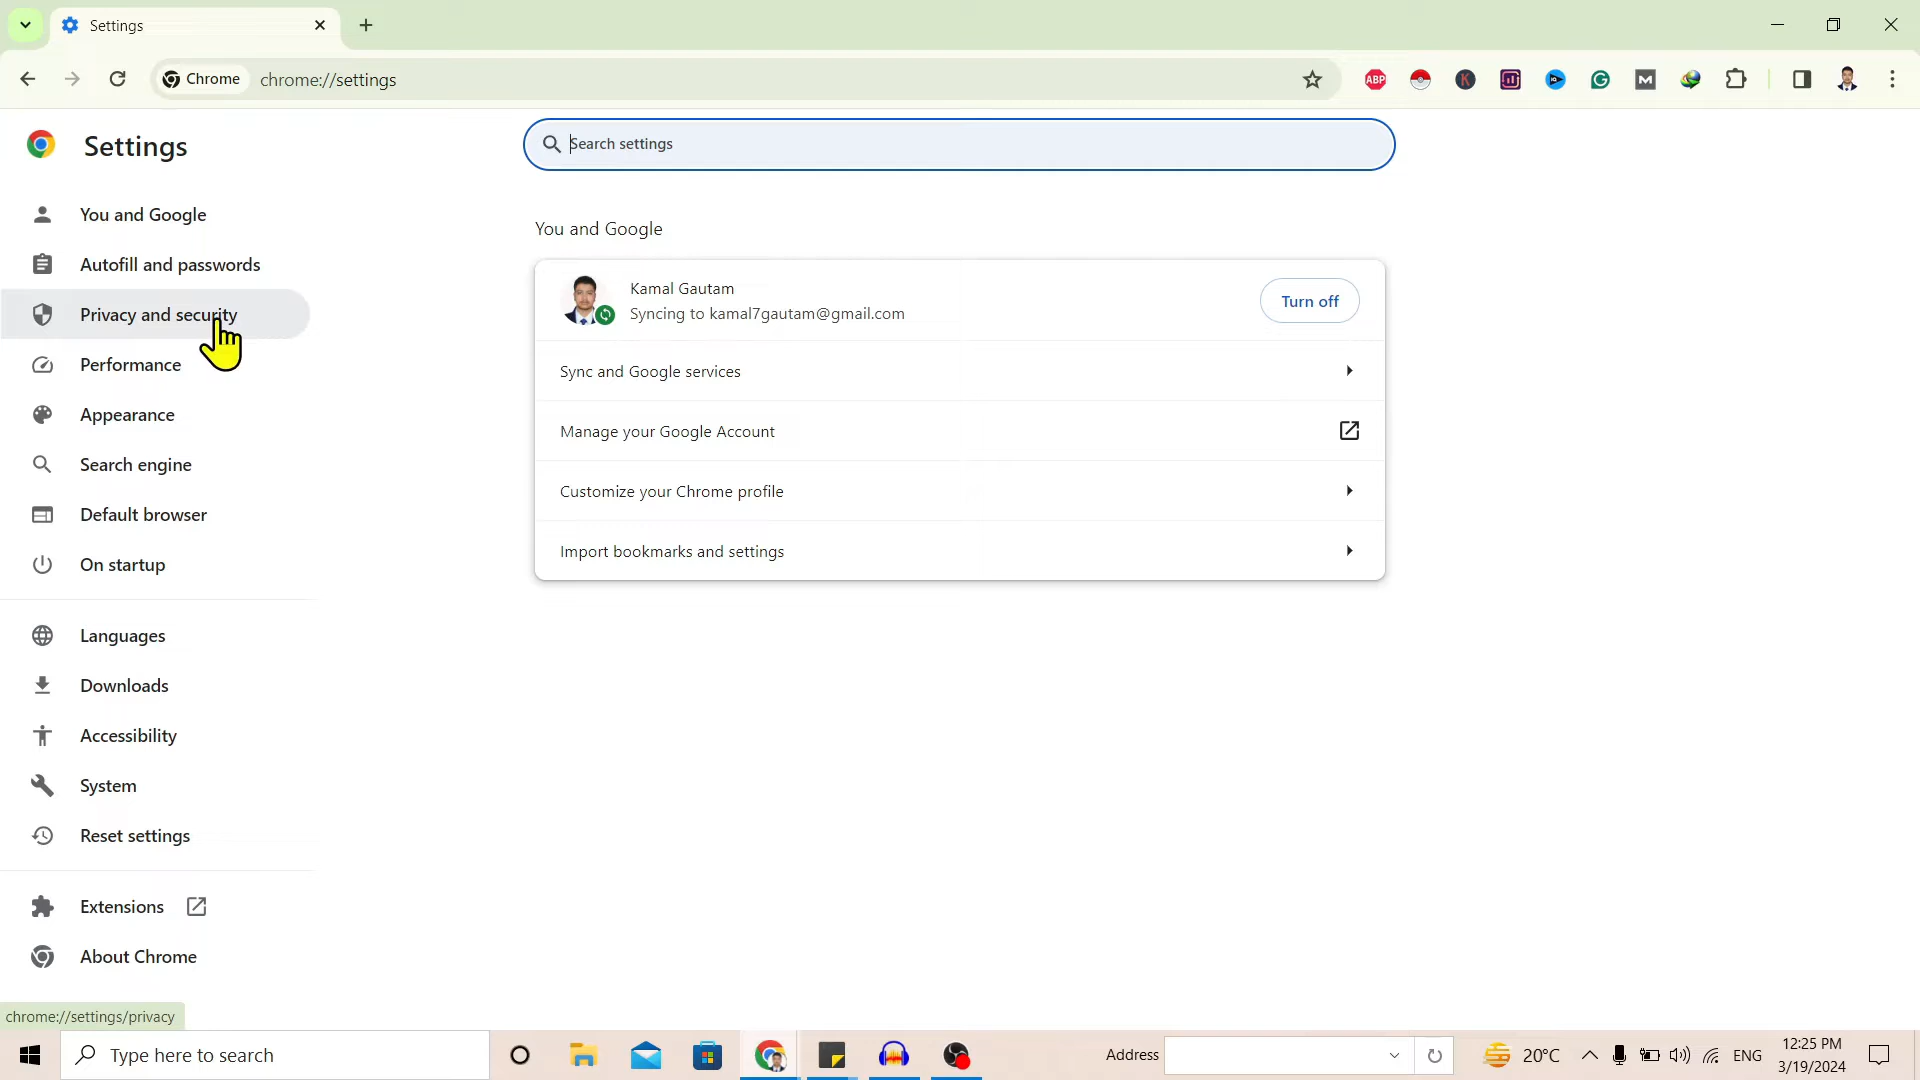 Settings
Chrome
chrome://settings
ABP
K
M
Settings
Search settings
You and Google
Autofill and passwords
Privacy and security
Performance
Appearance
Search engine
Default browser
On startup
Languages
Downloads
Accessibility
System
Reset settings
Extensions
About Chrome
You and Google
Kamal Gautam
Syncing to kamal7gautam@gmail.com
Turn off
Sync and Google services
Manage your Google Account
Customize your Chrome profile
Import bookmarks and settings
chrome://settings/privacy
Type here to search
Address
20°C
ENG
12:25 PM
3/19/2024